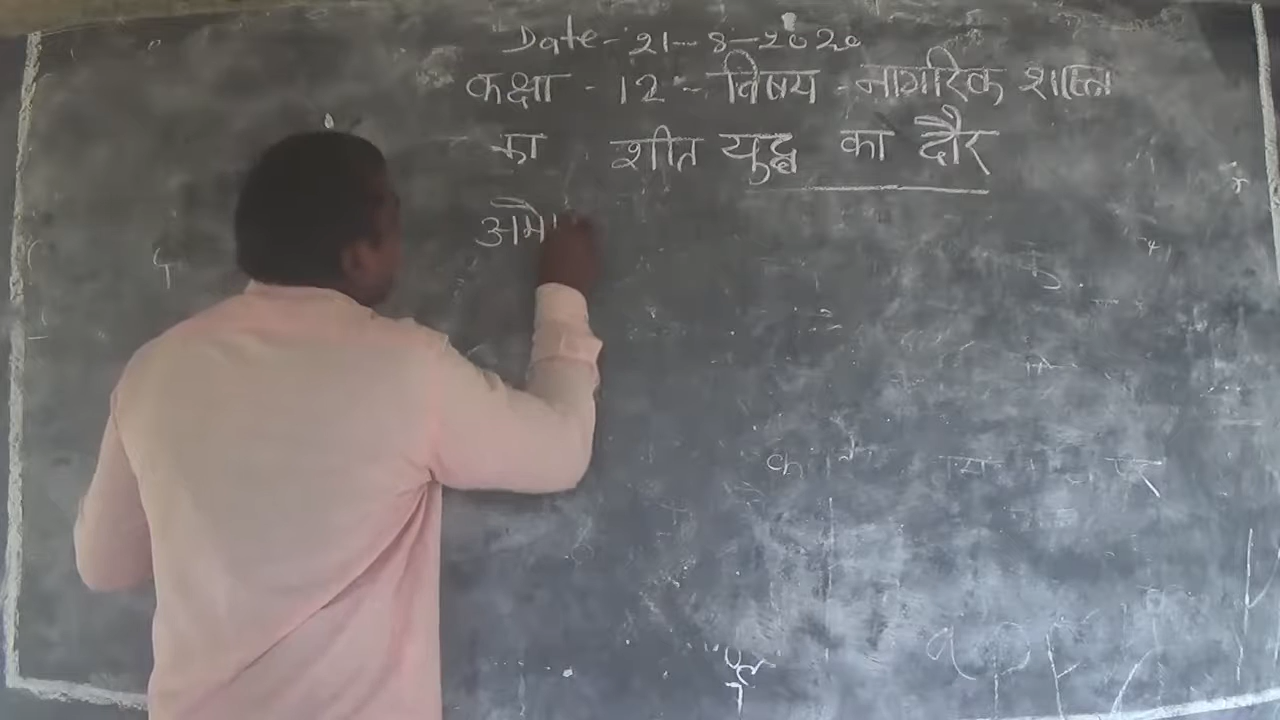 Date - 21-8-2020
कक्षा - 12 :- विषय - नागरिक शास्त्र
का शीत युद्ध का दौर
अमे